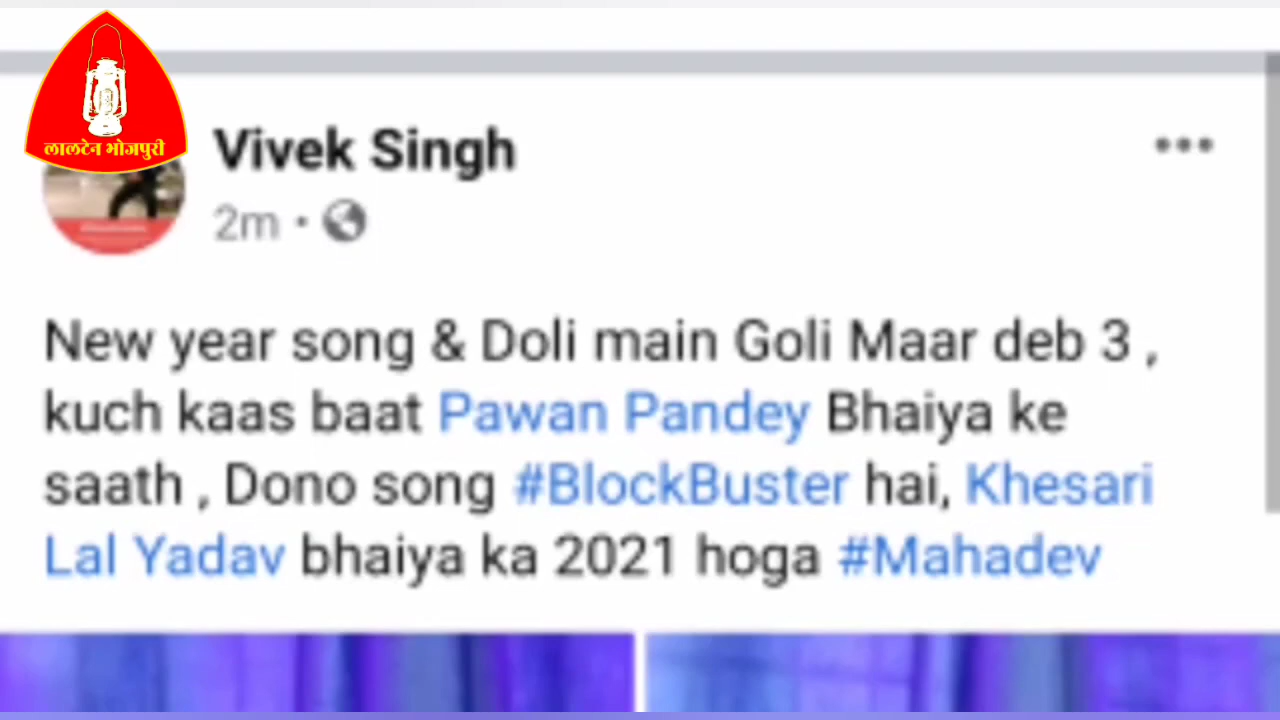 लालटेन भोजपुरी
Vivek Singh
2m
New year song & Doli main Goli Maar deb 3 ,
kuch kaas baat Pawan Pandey Bhaiya ke
saath , Dono song #BlockBuster hai, Khesari
Lal Yadav bhaiya ka 2021 hoga #Mahadev